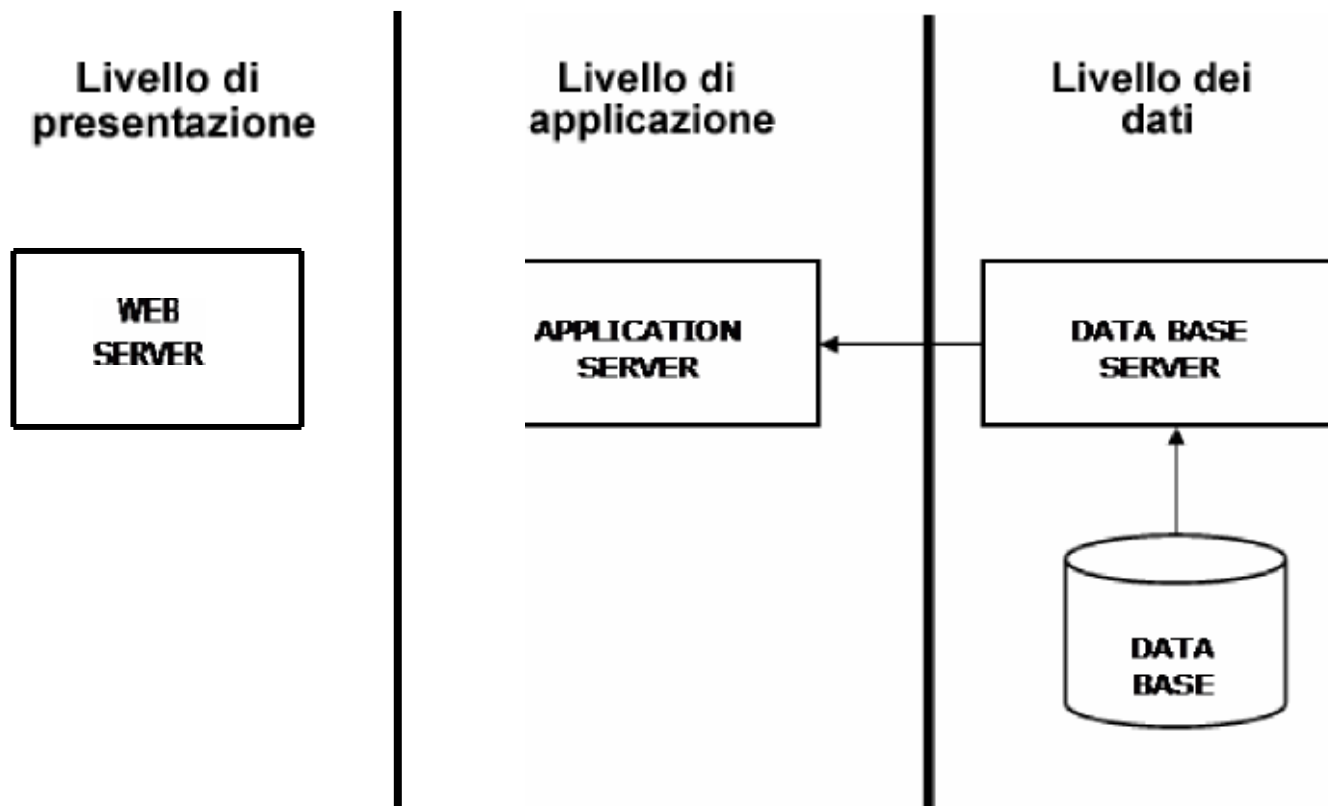 Livello di
presentazione
Livello di
applicazione
Livello dei
dati
WEB
SERVER
APPLICATION
SERVER
DATA BASE
SERVER
DATA
BASE